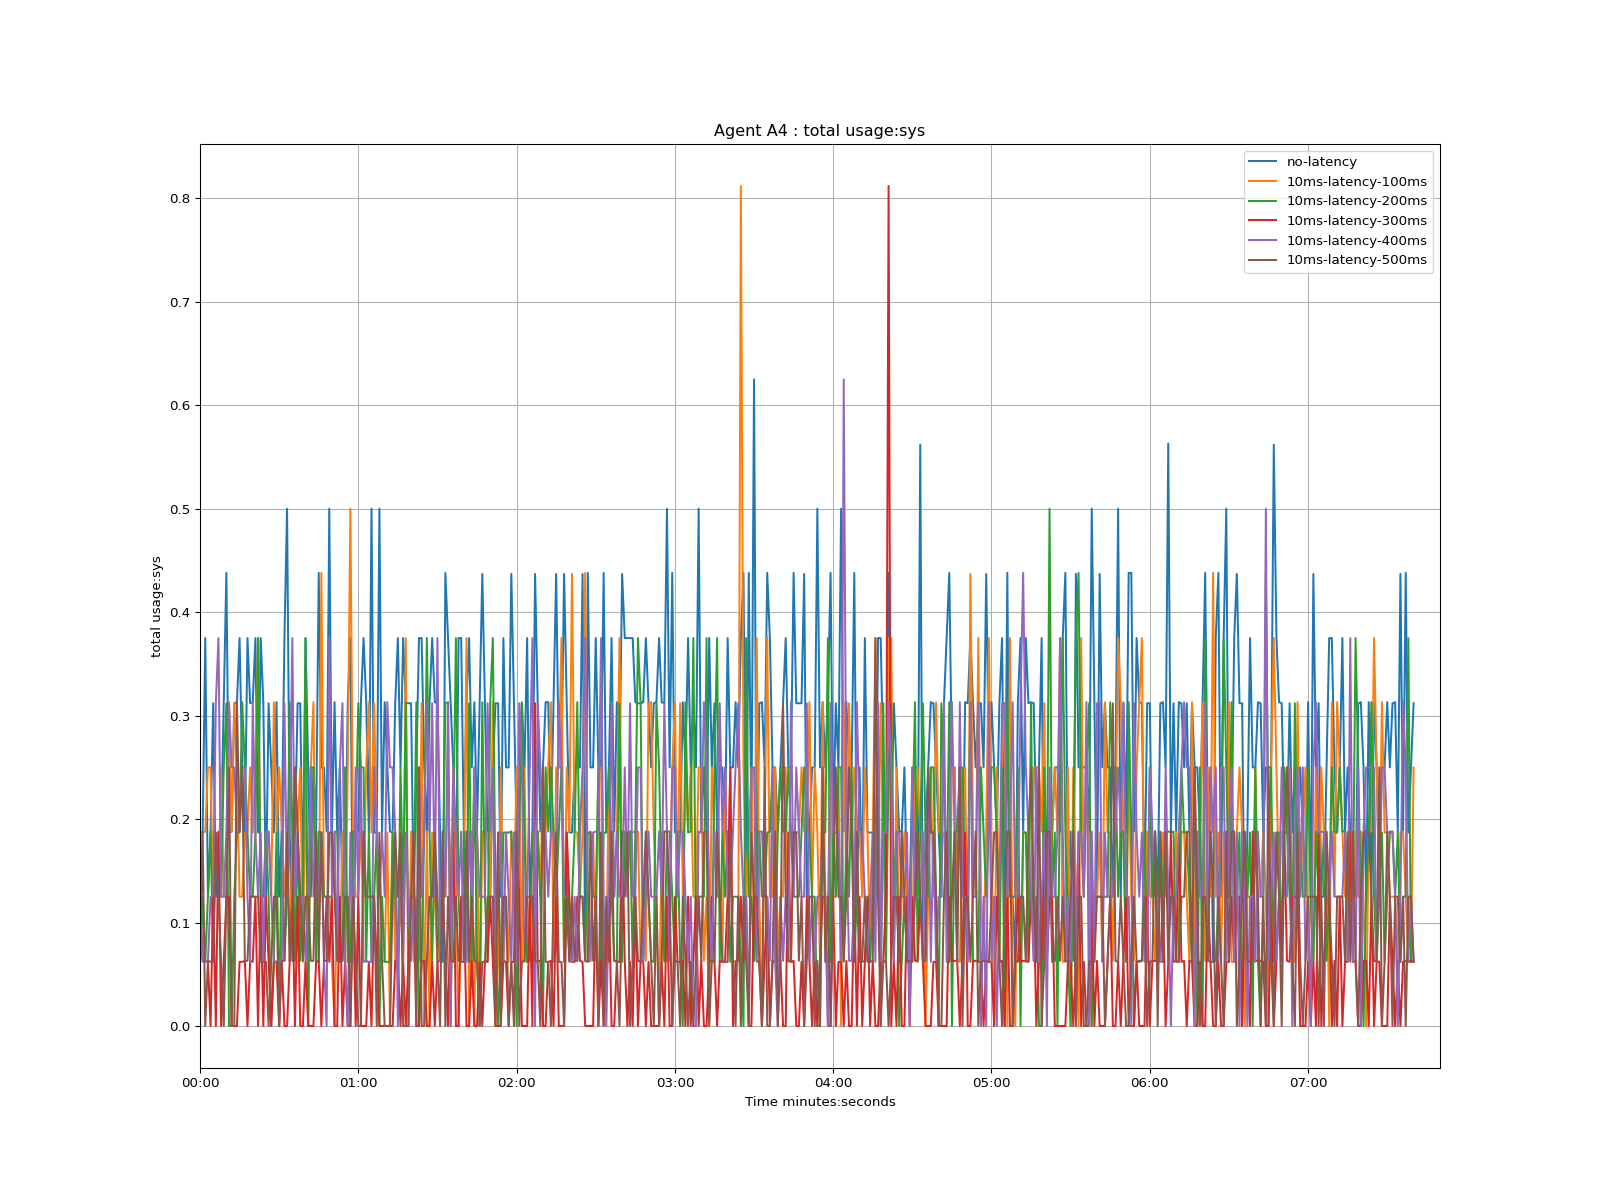 Agent A4 : total usage:sys
no-latency
10ms-latency-100ms
10ms-latency-200ms
10ms-latency-300ms
10ms-latency-400ms
10ms-latency-500ms
total usage:sys
0.8
0.7
0.6
0.5
0.4
0.3
0.2
0.1
0.0
00:00 01:00 02:00 03:00 04:00 05:00 06:00 07:00
Time minutes:seconds